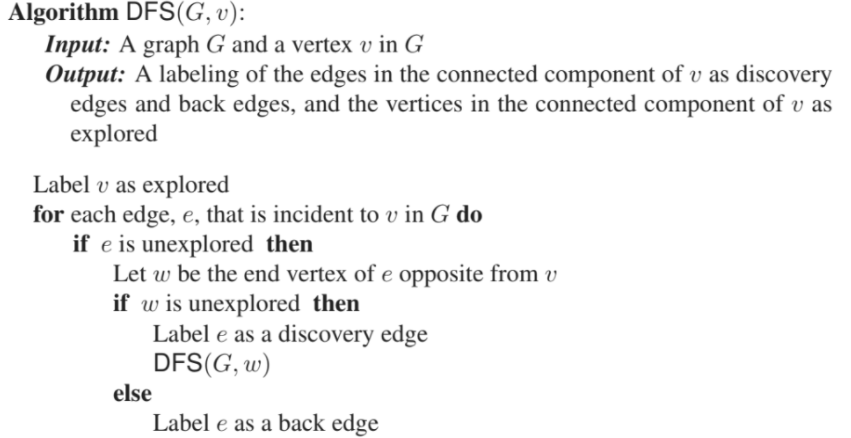 Algorithm DFS(G, v):
Input: A graph G and a vertex v in G
Output: A labeling of the edges in the connected component of v as discovery
edges and back edges, and the vertices in the connected component of v as
explored
Label v as explored
for each edge, e, that is incident to v in G do
if e is unexplored then
Let w be the end vertex of e opposite from v
if w is unexplored then
Label e as a discovery edge
DFS(G, w)
else
Label e as a back edge